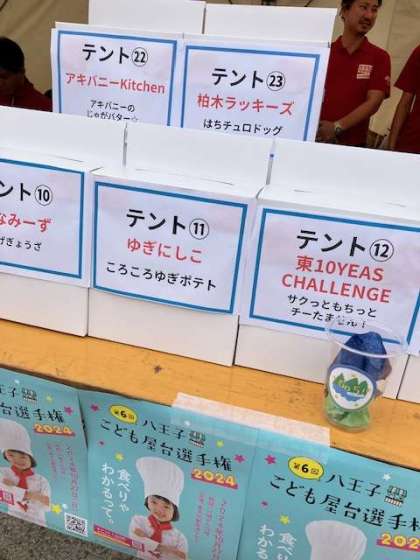 テント㉒
アキバニーKitchen
アキバニーの
じゃがバター☆
テント㉓
柏木ラッキーズ
はちチュロドッグ
ント⑩
なみーず
げぎょうざ
テント⑪
ゆぎにしこ
ころころゆぎポテト
テント⑫
東10YEAS
CHALLENGE
サクっともちっと
チーたま
八王子
こども屋台選手権
2024
第6回
八王子
こども屋台選手権
2024
食べりゃ
わかるって。
第6回
八王子
こども屋台選手権
2024
食べりゃ
わかる